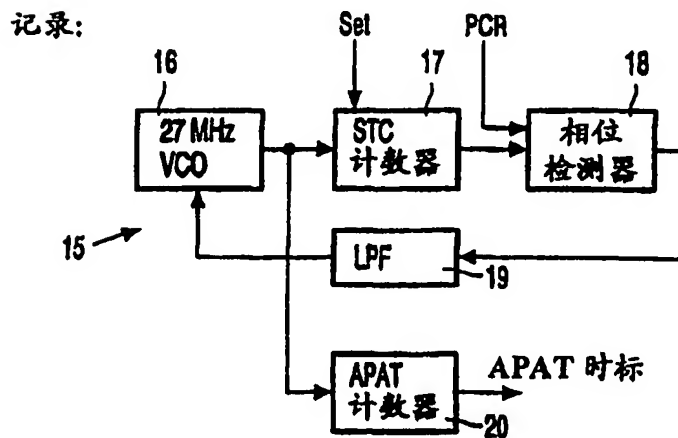 记录:
Set
PCR
16
17
18
27 MHz
VCO
STC
计数器
相位
检测器
15
LPF
19
APAT
计数器
20
APAT 时标